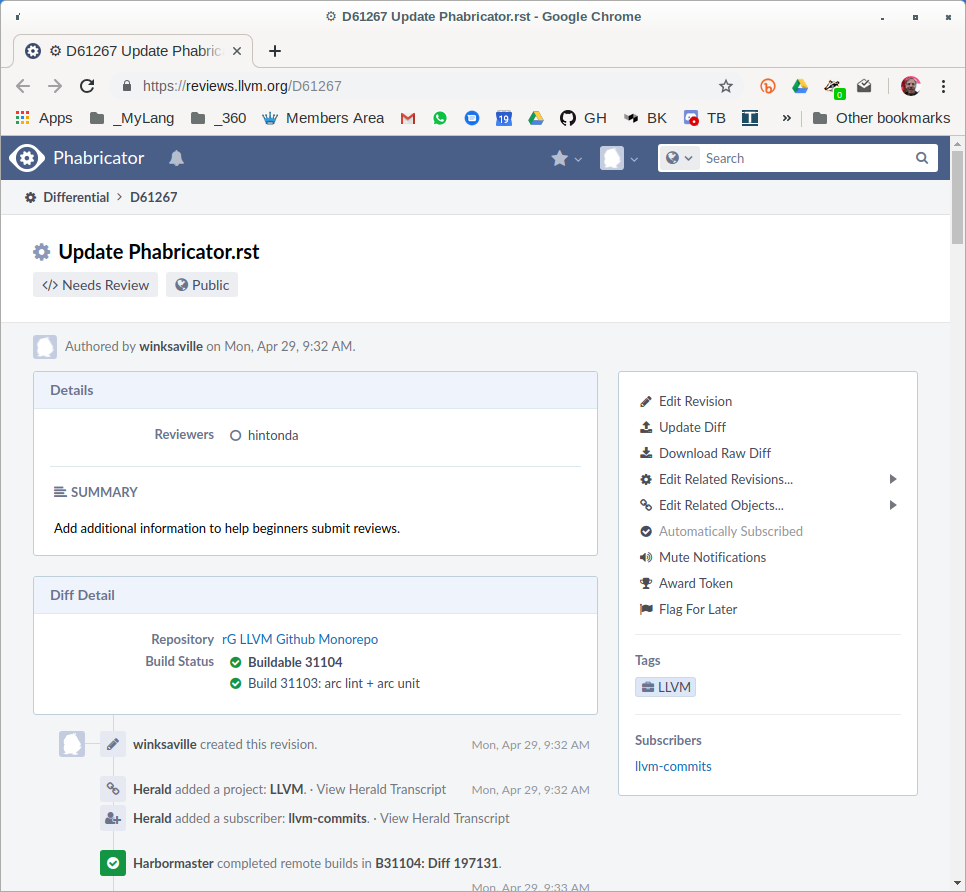 ⚙ D61267 Update Phabricator.rst - Google Chrome
⚙ D61267 Update Phabric
https://reviews.llvm.org/D61267
0
Apps _MyLang _360 Members Area 19 GH BK TB » Other bookmarks
Phabricator Search
Differential > D61267
Update Phabricator.rst
</> Needs Review Public
Authored by winksaville on Mon, Apr 29, 9:32 AM.
Details
Reviewers hintonda
SUMMARY
Add additional information to help beginners submit reviews.
Diff Detail
Repository rG LLVM Github Monorepo
Build Status Buildable 31104
Build 31103: arc lint + arc unit
winksaville created this revision. Mon, Apr 29, 9:32 AM
Herald added a project: LLVM. · View Herald Transcript Mon, Apr 29, 9:32 AM
Herald added a subscriber: llvm-commits. · View Herald Transcript
Harbormaster completed remote builds in B31104: Diff 197131.
Mon, Apr 29, 9:33 AM
Edit Revision
Update Diff
Download Raw Diff
Edit Related Revisions...
Edit Related Objects...
Automatically Subscribed
Mute Notifications
Award Token
Flag For Later
Tags
LLVM
Subscribers
llvm-commits